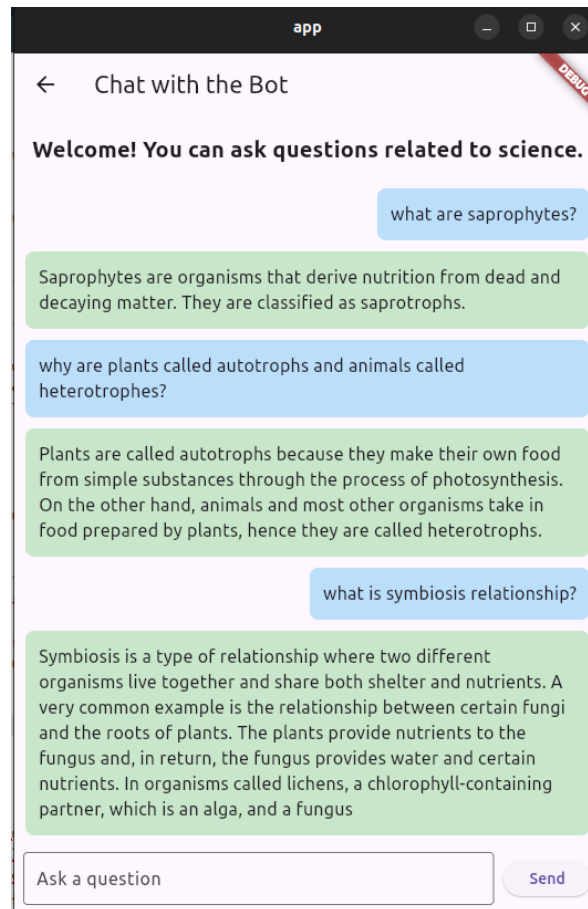 app
DEBUG
Chat with the Bot
Welcome! You can ask questions related to science.
what are saprophytes?
Saprophytes are organisms that derive nutrition from dead and
decaying matter. They are classified as saprotrophs.
why are plants called autotrophs and animals called
heterotrophes?
Plants are called autotrophs because they make their own food
from simple substances through the process of photosynthesis.
On the other hand, animals and most other organisms take in
food prepared by plants, hence they are called heterotrophs.
what is symbiosis relationship?
Symbiosis is a type of relationship where two different
organisms live together and share both shelter and nutrients. A
very common example is the relationship between certain fungi
and the roots of plants. The plants provide nutrients to the
fungus and, in return, the fungus provides water and certain
nutrients. In organisms called lichens, a chlorophyll-containing
partner, which is an alga, and a fungus
Ask a question
Send